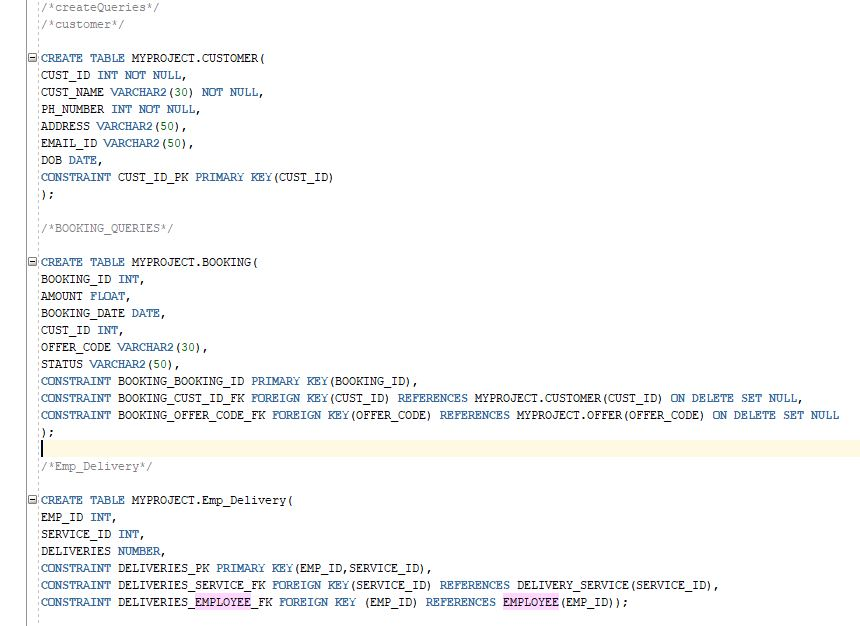 /*createQueries*/
/*customer*/
CREATE TABLE MYPROJECT.CUSTOMER(
CUST_ID INT NOT NULL,
CUST_NAME VARCHAR2(30) NOT NULL,
PH_NUMBER INT NOT NULL,
ADDRESS VARCHAR2(50),
EMAIL_ID VARCHAR2(50),
DOB DATE,
CONSTRAINT CUST_ID_PK PRIMARY KEY(CUST_ID)
);
/*BOOKING_QUERIES*/
CREATE TABLE MYPROJECT.BOOKING(
BOOKING_ID INT,
AMOUNT FLOAT,
BOOKING_DATE DATE,
CUST_ID INT,
OFFER_CODE VARCHAR2(30),
STATUS VARCHAR2(50),
CONSTRAINT BOOKING_BOOKING_ID PRIMARY KEY(BOOKING_ID),
CONSTRAINT BOOKING_CUST_ID_FK FOREIGN KEY(CUST_ID) REFERENCES MYPROJECT.CUSTOMER(CUST_ID) ON DELETE SET NULL,
CONSTRAINT BOOKING_OFFER_CODE_FK FOREIGN KEY(OFFER_CODE) REFERENCES MYPROJECT.OFFER(OFFER_CODE) ON DELETE SET NULL
);
/*Emp_Delivery*/
CREATE TABLE MYPROJECT.Emp_Delivery(
EMP_ID INT,
SERVICE_ID INT,
DELIVERIES NUMBER,
CONSTRAINT DELIVERIES_PK PRIMARY KEY(EMP_ID,SERVICE_ID),
CONSTRAINT DELIVERIES_SERVICE_FK FOREIGN KEY(SERVICE_ID) REFERENCES DELIVERY_SERVICE(SERVICE_ID),
CONSTRAINT DELIVERIES_EMPLOYEE_FK FOREIGN KEY (EMP_ID) REFERENCES EMPLOYEE(EMP_ID));